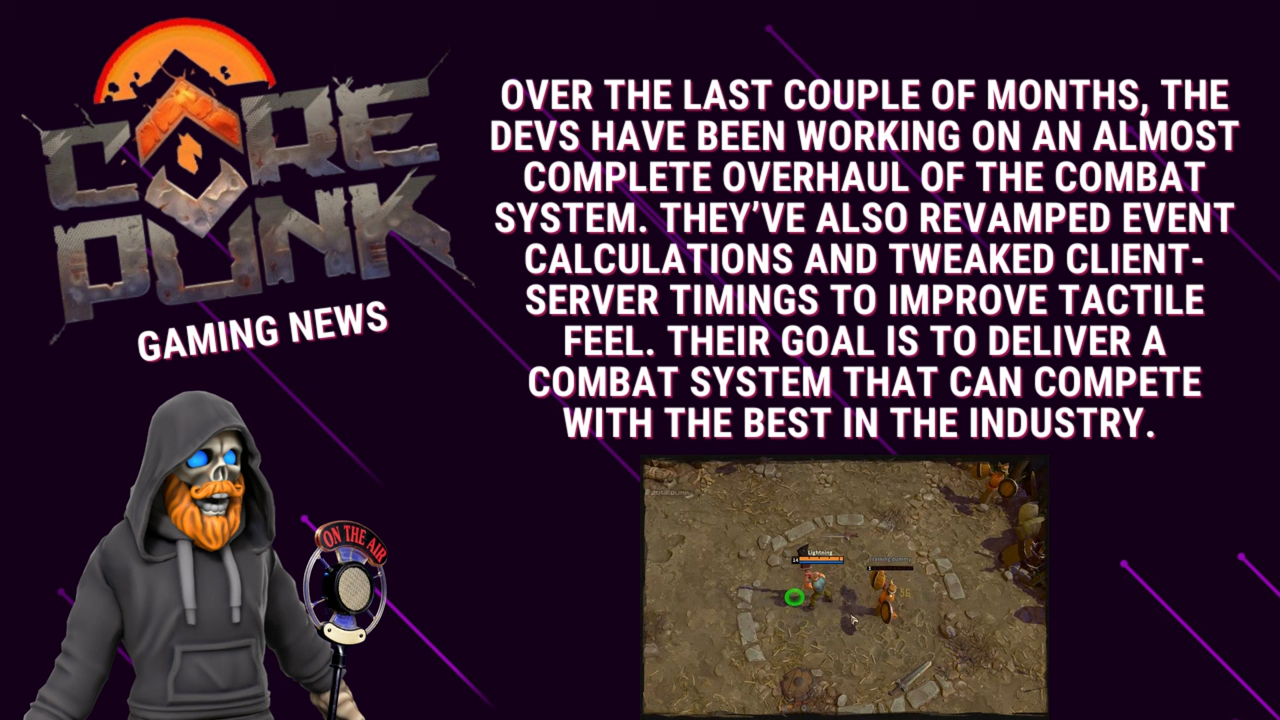 CORE
PUNK
GAMING NEWS
OVER THE LAST COUPLE OF MONTHS, THE
DEVS HAVE BEEN WORKING ON AN ALMOST
COMPLETE OVERHAUL OF THE COMBAT
SYSTEM. THEY’VE ALSO REVAMPED EVENT
CALCULATIONS AND TWEAKED CLIENT-
SERVER TIMINGS TO IMPROVE TACTILE
FEEL. THEIR GOAL IS TO DELIVER A
COMBAT SYSTEM THAT CAN COMPETE
WITH THE BEST IN THE INDUSTRY.
ON THE AIR
Lightning
14